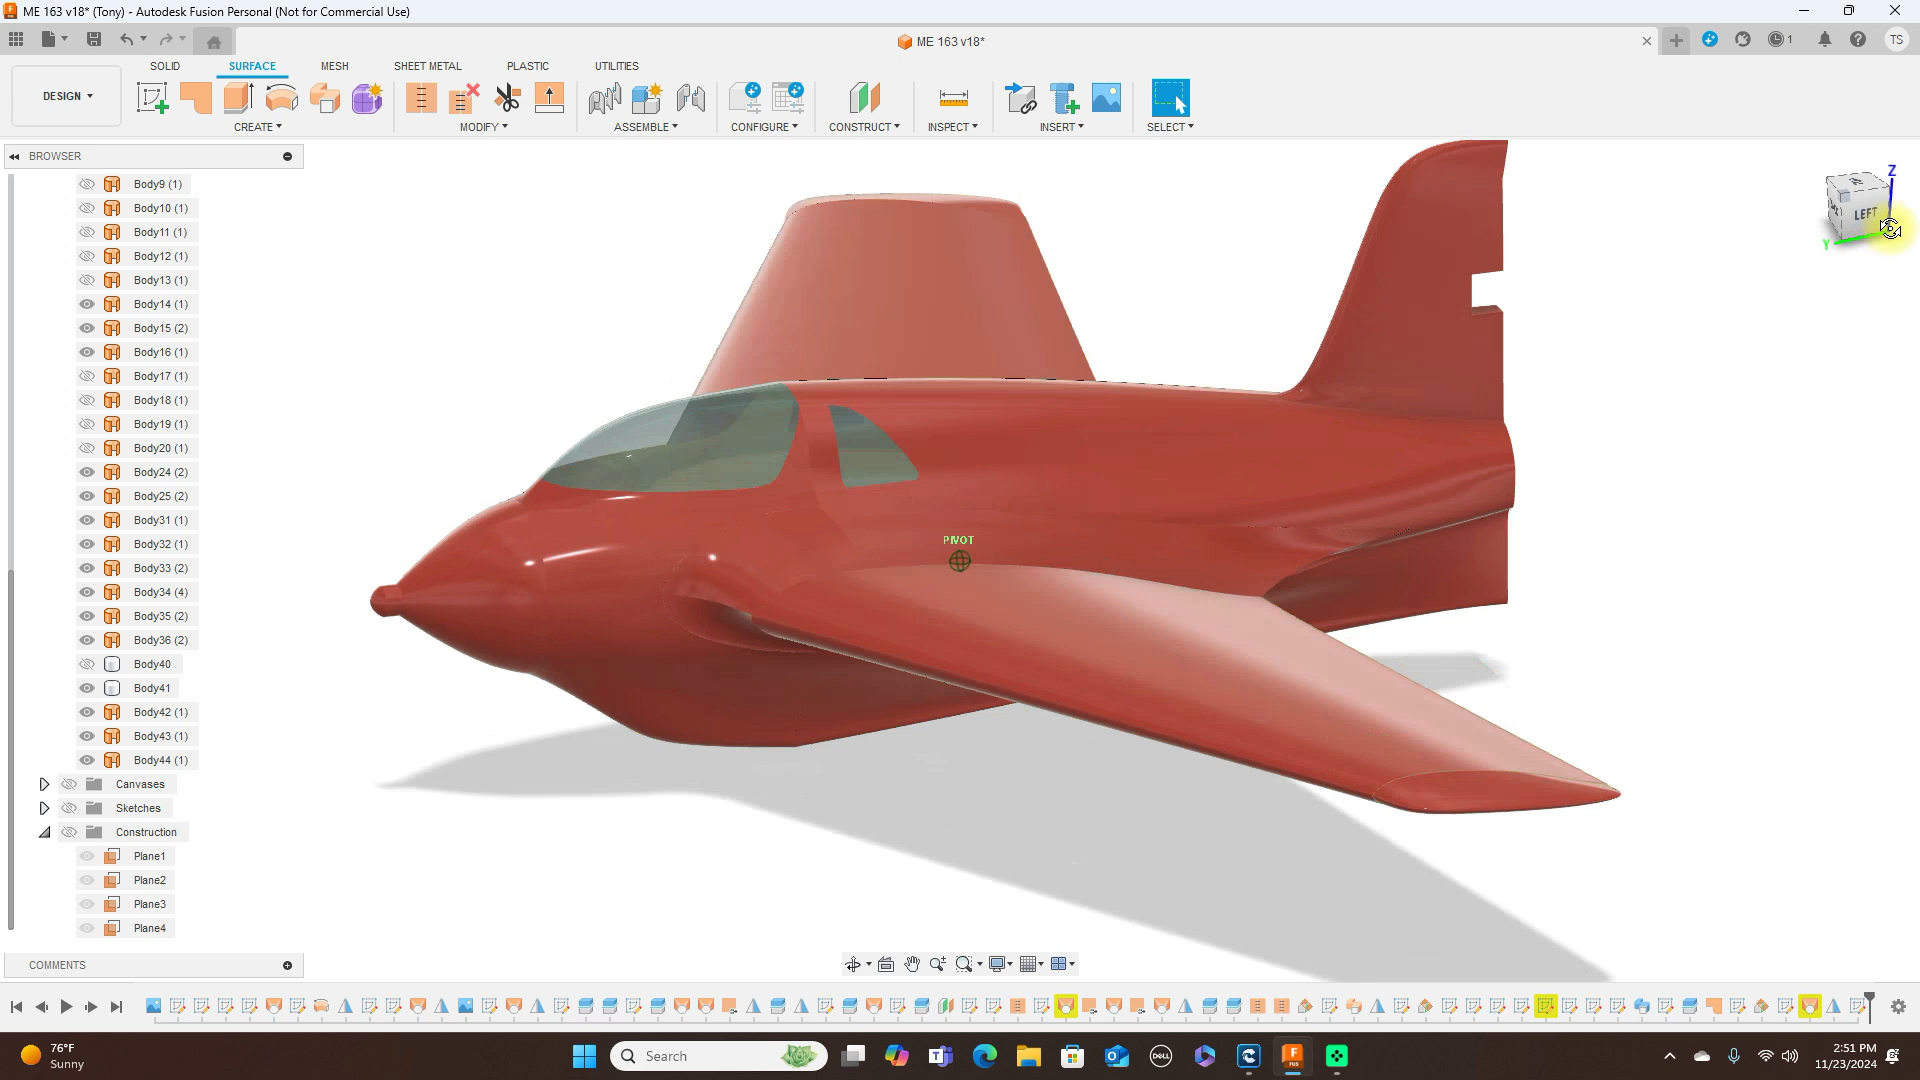 ME 163 v18* (Tony) - Autodesk Fusion Personal (Not for Commercial Use)
ME 163 v18*
1
TS
DESIGN
SOLID
SURFACE
MESH
SHEET METAL
PLASTIC
UTILITIES
CREATE
MODIFY
ASSEMBLE
CONFIGURE
CONSTRUCT
INSPECT
INSERT
SELECT
BROWSER
Body9 (1)
Body10 (1)
Body11 (1)
Body12 (1)
Body13 (1)
Body14 (1)
Body15 (2)
Body16 (1)
Body17 (1)
Body18 (1)
Body19 (1)
Body20 (1)
Body24 (2)
Body25 (2)
Body31 (1)
Body32 (1)
Body33 (2)
Body34 (4)
Body35 (2)
Body36 (2)
Body40
Body41
Body42 (1)
Body43 (1)
Body44 (1)
Canvases
Sketches
Construction
Plane1
Plane2
Plane3
Plane4
COMMENTS
PIVOT
Z
LEFT
Y
76°F
Sunny
Search
DELL
F
FUS
2:51 PM
11/23/2024